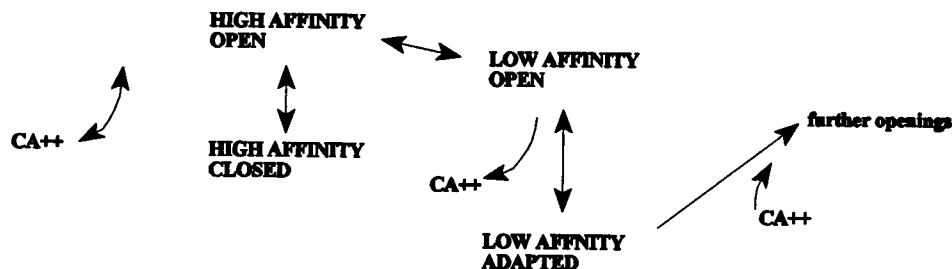 HIGH AFFINITY
OPEN
LOW AFFINITY
OPEN
CA++
HIGH AFFINITY
CLOSED
CA++
further openings
CA++
LOW AFFNITY
ADAPTED